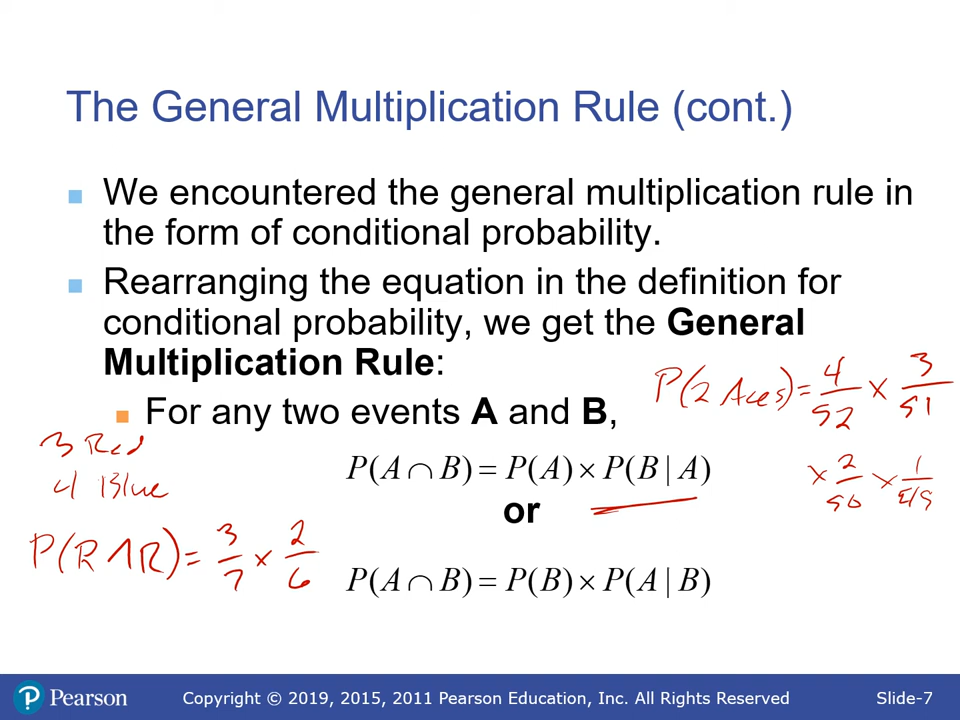 The General Multiplication Rule (cont.)
We encountered the general multiplication rule in
the form of conditional probability.
Rearranging the equation in the definition for
conditional probability, we get the General
Multiplication Rule:
For any two events A and B,
P(2 Aces) = 4/52 × 3/51
× 2/50 × 1/49
3 Red
4 Blue
P(A ∩ B) = P(A) × P(B | A)
or
P(R ∩ R) = 3/7 × 2/6
P(A ∩ B) = P(B) × P(A | B)
Pearson
Copyright © 2019, 2015, 2011 Pearson Education, Inc. All Rights Reserved
Slide-7